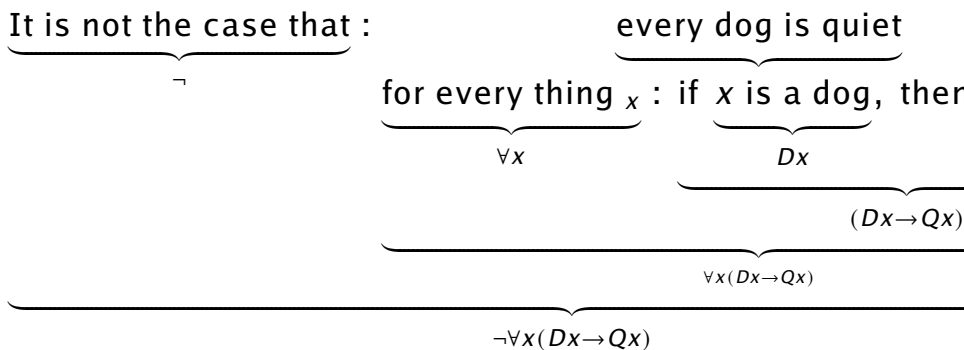 It is not the case that : every dog is quiet
¬
for every thing x : if x is a dog, then
∀x Dx
(Dx→Qx)
∀x(Dx→Qx)
¬∀x(Dx→Qx)